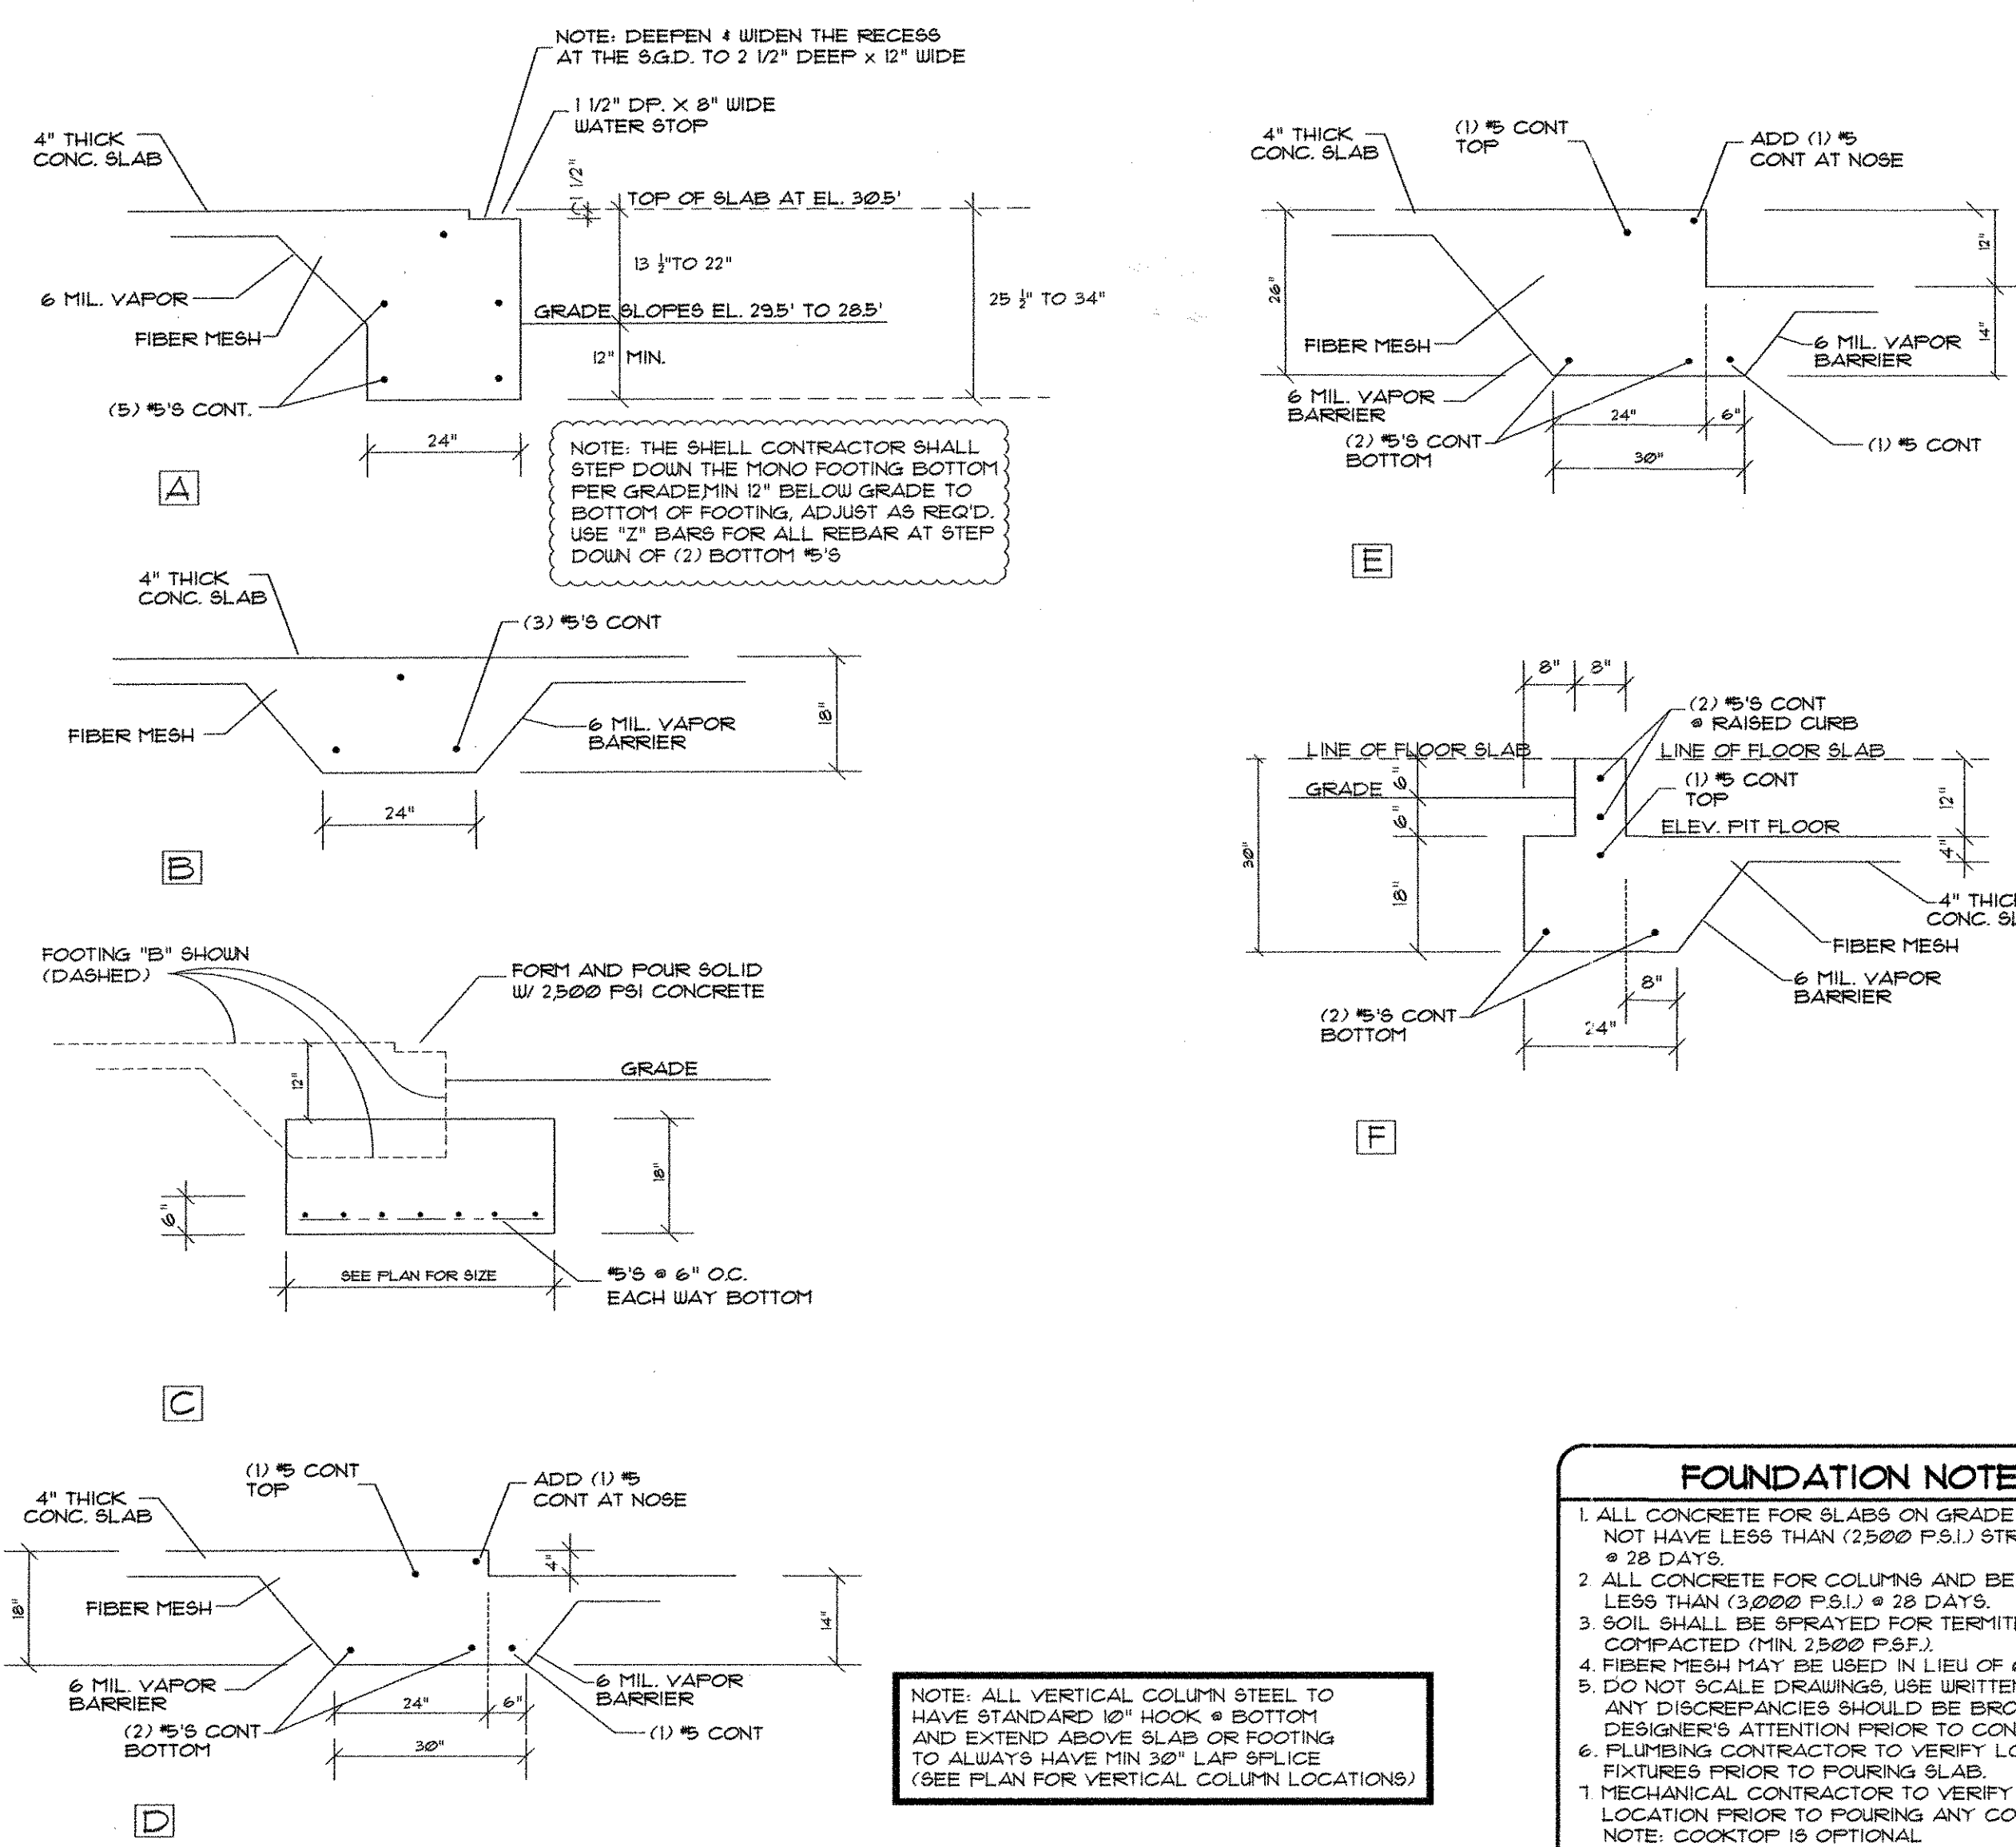 NOTE: DEEPEN & WIDEN THE RECESS
AT THE S.G.D. TO 2 1/2" DEEP x 12" WIDE
1 1/2" DP. X 8" WIDE
WATER STOP
4" THICK
CONC. SLAB
1 1/2"
TOP OF SLAB AT EL. 30.5'
13 1/2" TO 22"
6 MIL. VAPOR
GRADE SLOPES EL. 29.5' TO 28.5'
25 1/2" TO 34"
FIBER MESH
12" MIN.
(5) #5'S CONT.
24"
A
NOTE: THE SHELL CONTRACTOR SHALL
STEP DOWN THE MONO FOOTING BOTTOM
PER GRADE,MIN 12" BELOW GRADE TO
BOTTOM OF FOOTING, ADJUST AS REQ'D.
USE "Z" BARS FOR ALL REBAR AT STEP
DOWN OF (2) BOTTOM #5'S
4" THICK
CONC. SLAB
(3) #5'S CONT
FIBER MESH
6 MIL. VAPOR
BARRIER
18"
24"
B
FOOTING "B" SHOWN
(DASHED)
FORM AND POUR SOLID
W/ 2,500 PSI CONCRETE
12"
GRADE
18"
6"
SEE PLAN FOR SIZE
#5'S @ 6" O.C.
EACH WAY BOTTOM
C
(1) #5 CONT
TOP
ADD (1) #5
CONT AT NOSE
4" THICK
CONC. SLAB
4"
18"
FIBER MESH
14"
6 MIL. VAPOR
BARRIER
24"
6"
6 MIL. VAPOR
BARRIER
(2) #5'S CONT
BOTTOM
30"
(1) #5 CONT
D
NOTE: ALL VERTICAL COLUMN STEEL TO
HAVE STANDARD 10" HOOK @ BOTTOM
AND EXTEND ABOVE SLAB OR FOOTING
TO ALWAYS HAVE MIN 30" LAP SPLICE
(SEE PLAN FOR VERTICAL COLUMN LOCATIONS)
4" THICK
CONC. SLAB
(1) #5 CONT
TOP
ADD (1) #5
CONT AT NOSE
12"
26"
14"
FIBER MESH
6 MIL. VAPOR
BARRIER
6 MIL. VAPOR
BARRIER
24"
6"
(2) #5'S CONT
BOTTOM
30"
(1) #5 CONT
E
8"
8"
(2) #5'S CONT
@ RAISED CURB
LINE OF FLOOR SLAB
LINE OF FLOOR SLAB
6"
(1) #5 CONT
TOP
GRADE
12"
6"
ELEV. PIT FLOOR
30"
4"
18"
4" THICK
CONC. SL
FIBER MESH
8"
6 MIL. VAPOR
BARRIER
(2) #5'S CONT
BOTTOM
24"
F
FOUNDATION NOTE
1. ALL CONCRETE FOR SLABS ON GRADE
NOT HAVE LESS THAN (2,500 P.S.I.) STR
@ 28 DAYS.
2. ALL CONCRETE FOR COLUMNS AND BE
LESS THAN (3,000 P.S.I.) @ 28 DAYS.
3. SOIL SHALL BE SPRAYED FOR TERMITE
COMPACTED (MIN. 2,500 P.S.F.).
4. FIBER MESH MAY BE USED IN LIEU OF
5. DO NOT SCALE DRAWINGS, USE WRITTEN
ANY DISCREPANCIES SHOULD BE BRO
DESIGNER'S ATTENTION PRIOR TO CON
6. PLUMBING CONTRACTOR TO VERIFY LO
FIXTURES PRIOR TO POURING SLAB.
7. MECHANICAL CONTRACTOR TO VERIFY
LOCATION PRIOR TO POURING ANY CO
NOTE: COOKTOP IS OPTIONAL